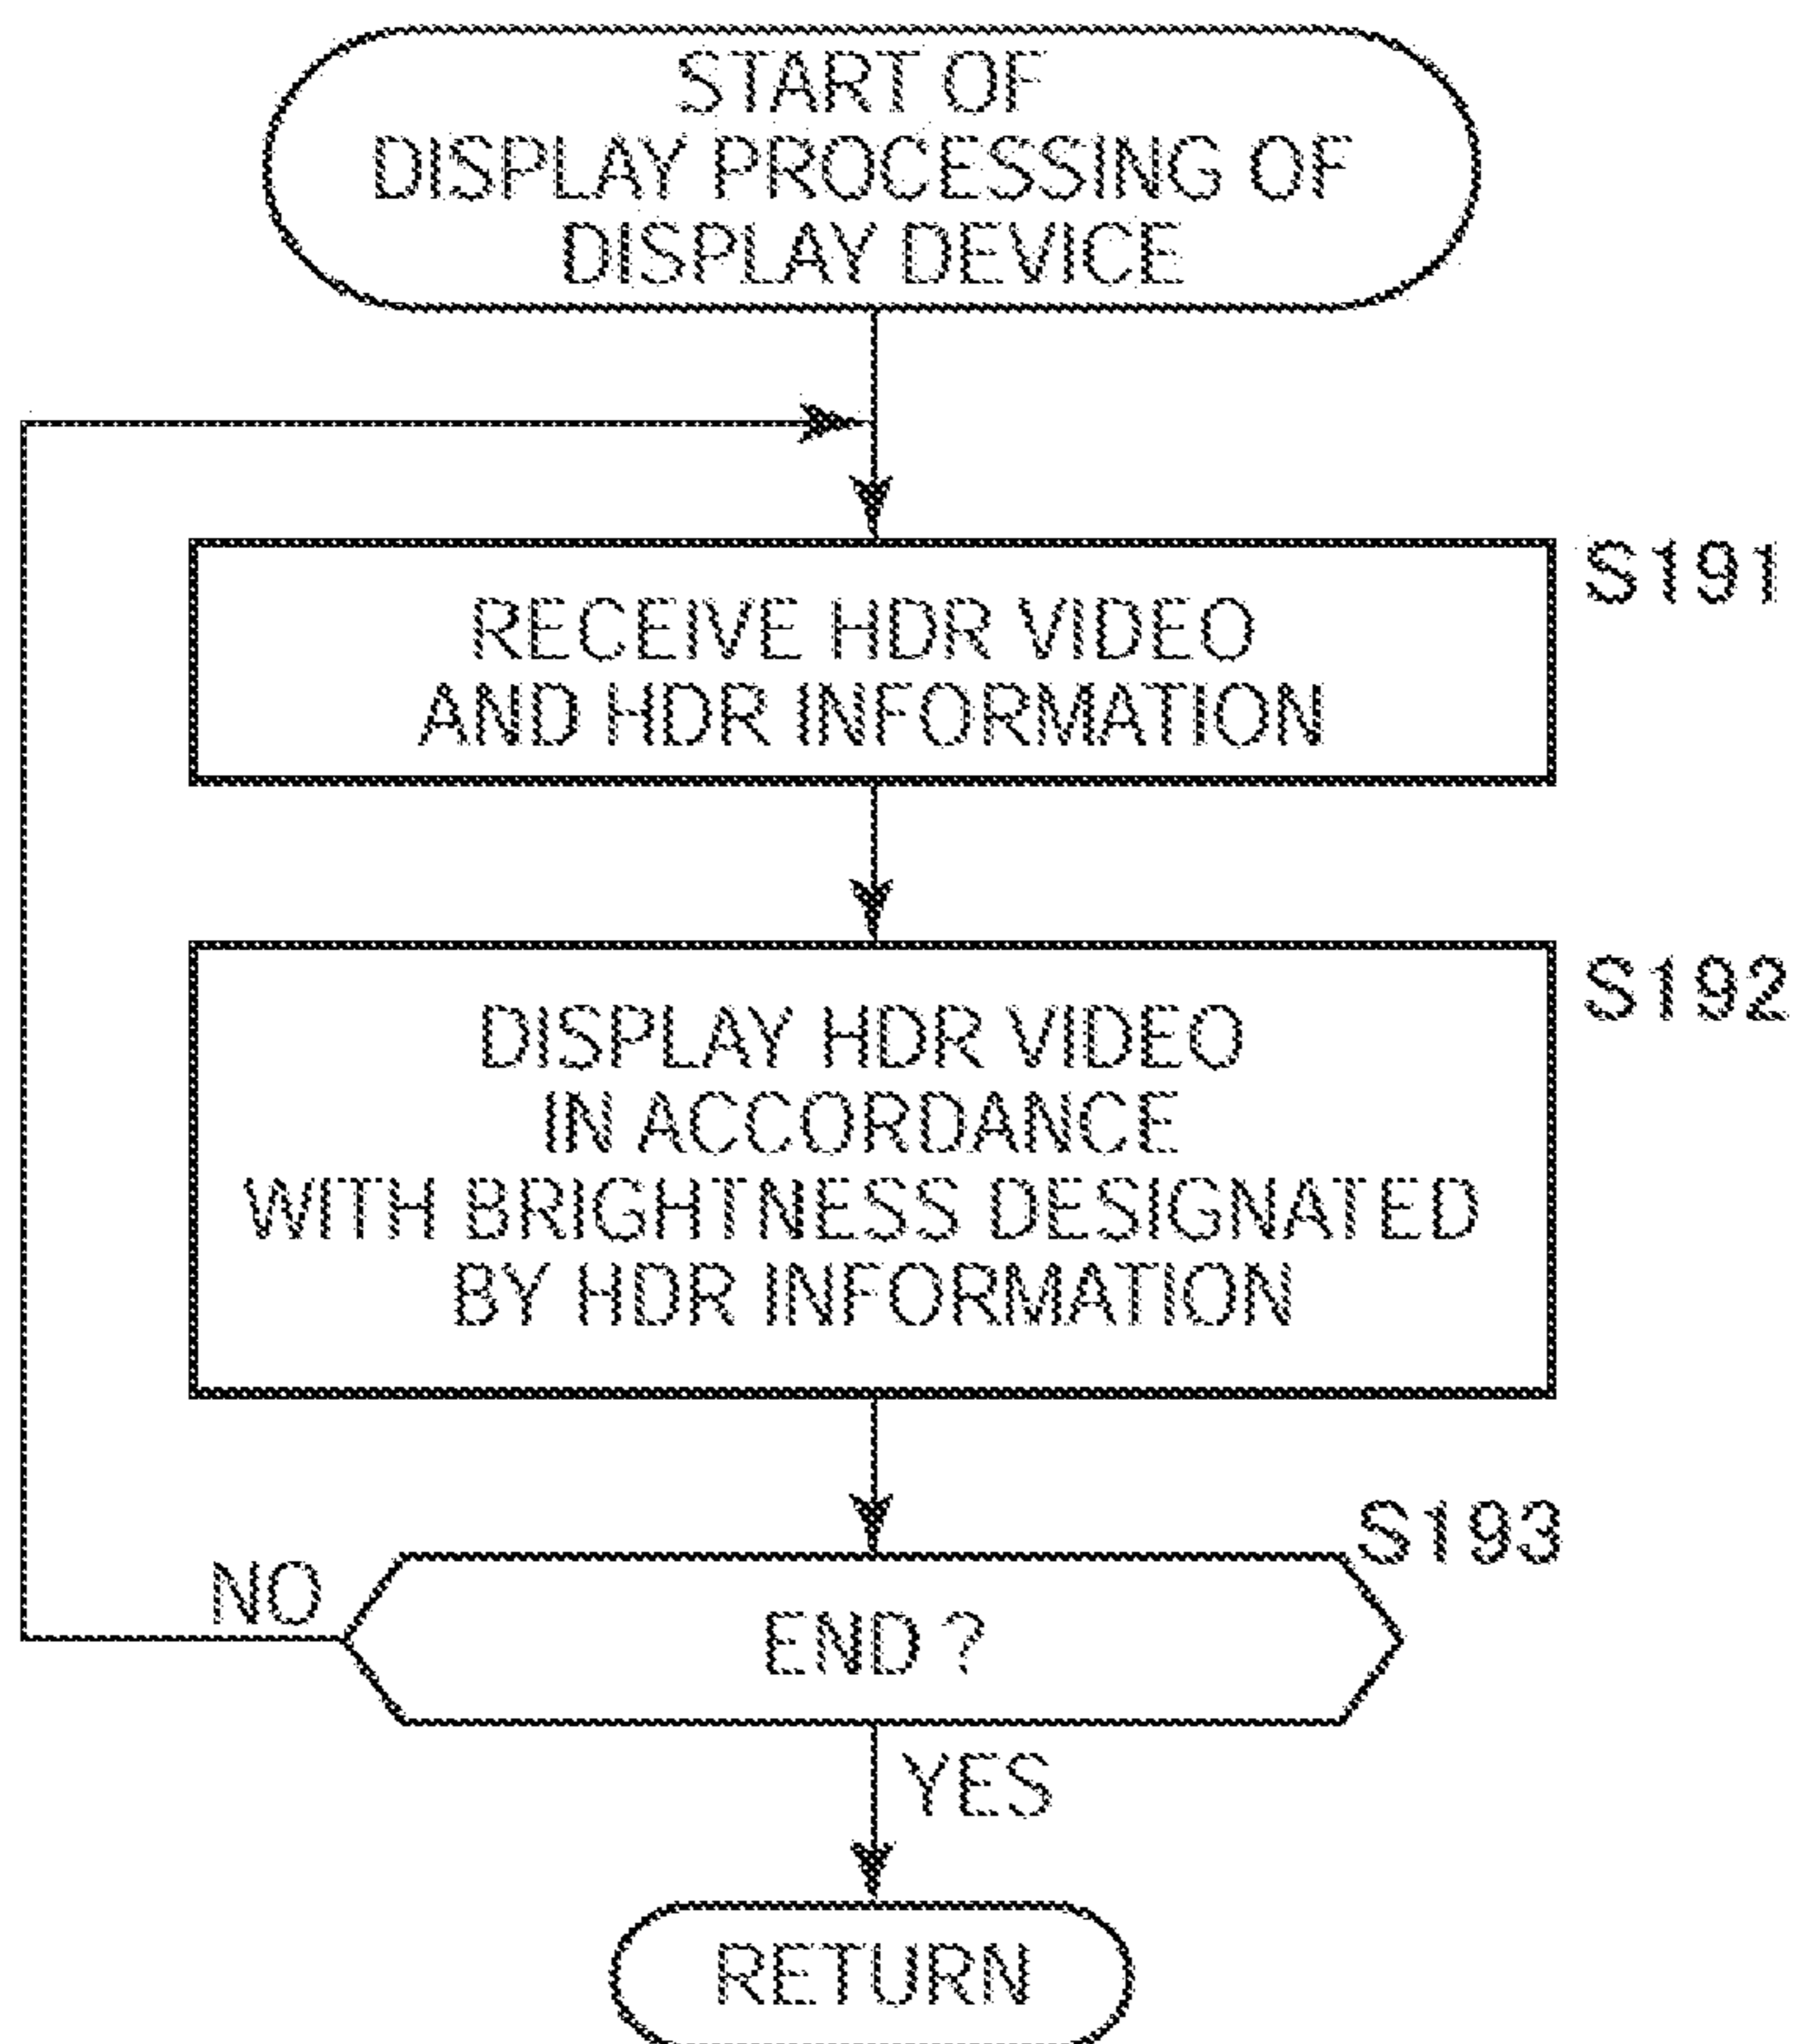 START OF
DISPLAY PROCESSING OF
DISPLAY DEVICE
S191
RECEIVE HDR VIDEO
AND HDR INFORMATION
S192
DISPLAY HDR VIDEO
IN ACCORDANCE
WITH BRIGHTNESS DESIGNATED
BY HDR INFORMATION
S193
NO
END ?
YES
RETURN